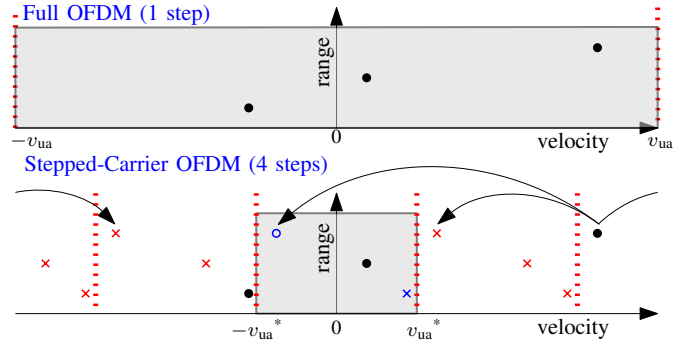 Full OFDM (1 step)
range
−v_ua 0 velocity v_ua
Stepped-Carrier OFDM (4 steps)
range
−v_ua* 0 v_ua* velocity